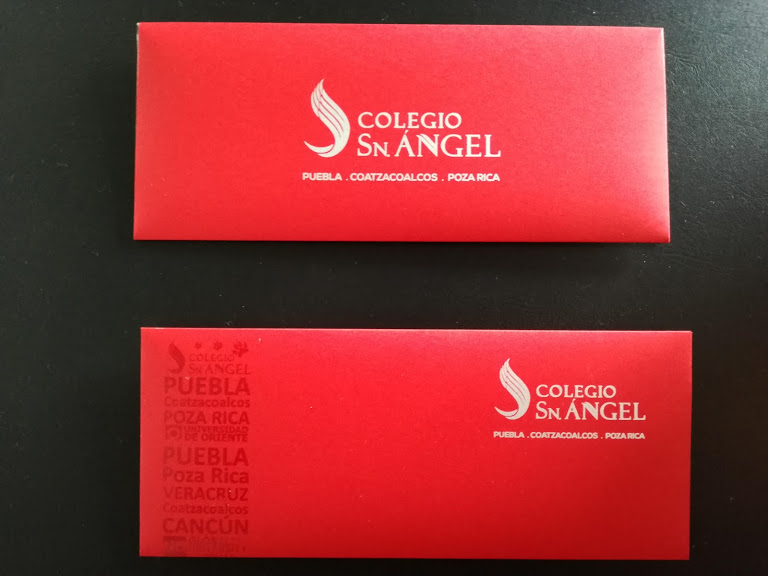 COLEGIO
SN. ÁNGEL
PUEBLA . COATZACOALCOS . POZA RICA
COLEGIO
SN. ÁNGEL
PUEBLA
Coatzacoalcos
POZA RICA
UNIVERSIDAD
DE ORIENTE
PUEBLA
Poza Rica
VERACRUZ
Coatzacoalcos
CANCÚN
COLEGIO
SN. ÁNGEL
PUEBLA . COATZACOALCOS . POZA RICA